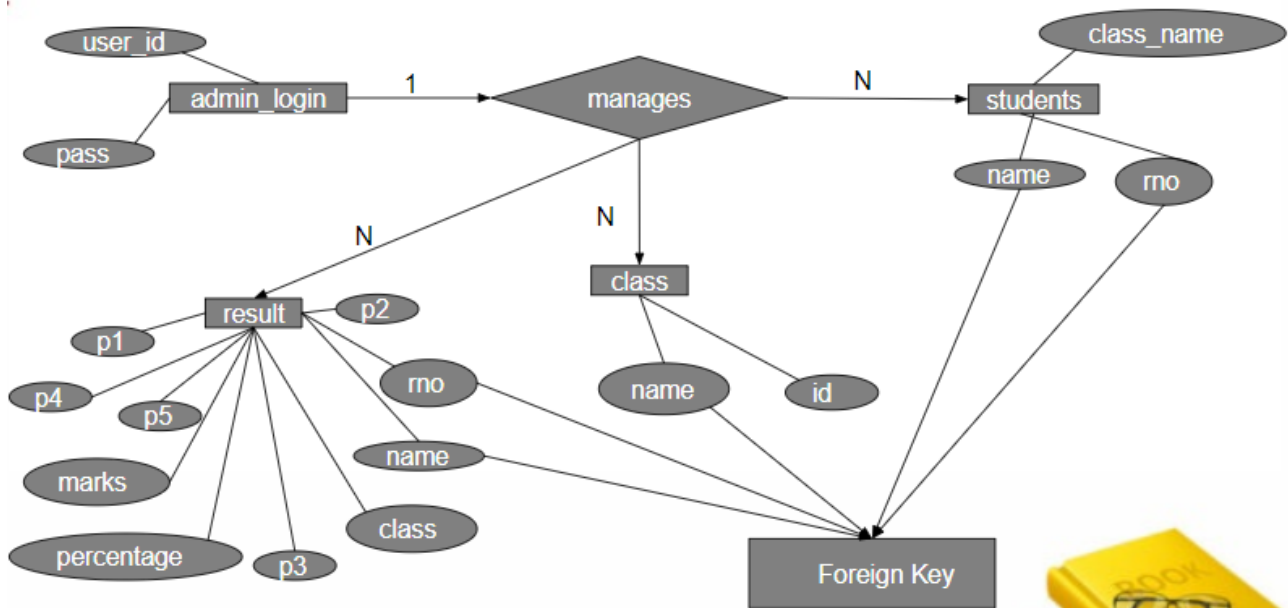 user_id
class_name
admin_login
1
manages
N
students
pass
name
rno
N
N
class
result
p2
p1
rno
name
id
p4
p5
name
marks
class
percentage
p3
Foreign Key
BOOK